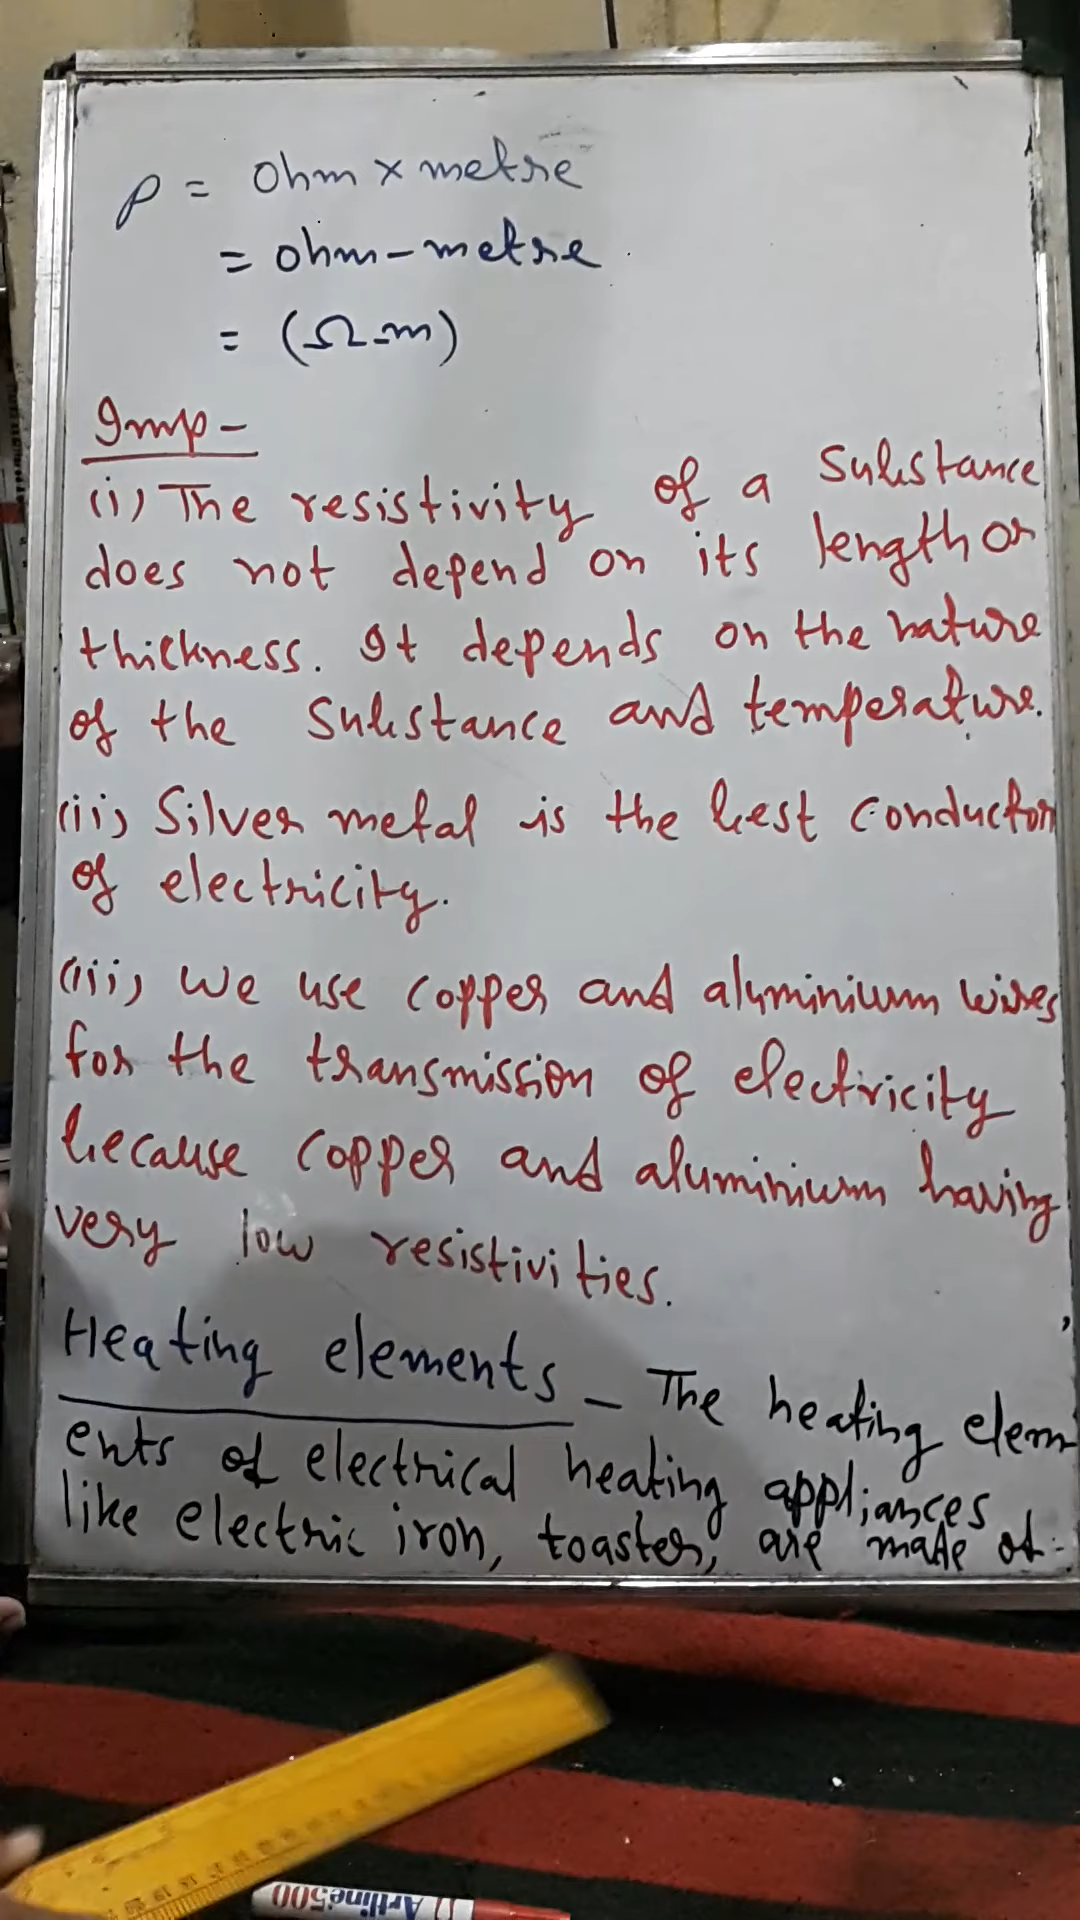 ρ = ohm × metre
= ohm-metre
= (Ω-m)
Imp-
(i) The resistivity of a Substance
does not depend on its length or
thickness. It depends on the nature
of the Substance and temperature.
(ii) Silver metal is the best conductor
of electricity.
(iii) We use copper and aluminium wires
for the transmission of electricity
because copper and aluminium having
very low resistivities.
Heating elements - The heating elem
ents of electrical heating appliances
like electric iron, toaster, are made of
Artline500